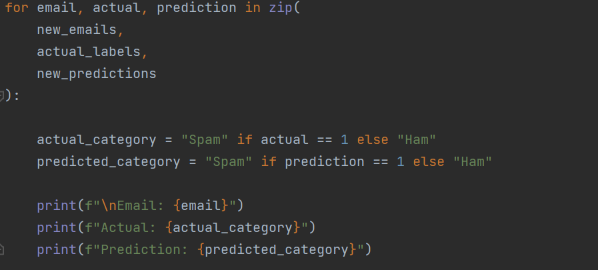 for email, actual, prediction in zip(
    new_emails,
    actual_labels,
    new_predictions
):
    actual_category = "Spam" if actual == 1 else "Ham"
    predicted_category = "Spam" if prediction == 1 else "Ham"
    print(f"\nEmail: {email}")
    print(f"Actual: {actual_category}")
    print(f"Prediction: {predicted_category}")